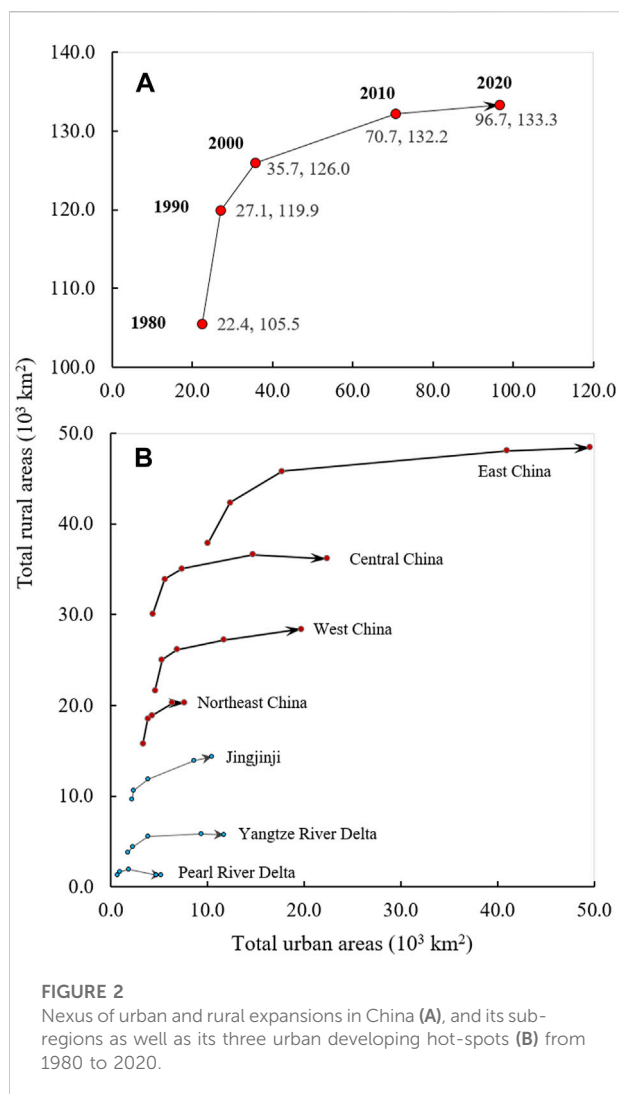 140.0
A
2020
2010
130.0
96.7, 133.3
70.7, 132.2
2000
35.7, 126.0
1990
120.0
27.1, 119.9
110.0
1980
22.4, 105.5
100.0
0.0 20.0 40.0 60.0 80.0 100.0 120.0
Total rural areas (10³ km²)
50.0
B
East China
40.0
Central China
30.0
West China
20.0
Northeast China
Jingjinji
10.0
Yangtze River Delta
Pearl River Delta
0.0
0.0 10.0 20.0 30.0 40.0 50.0
Total urban areas (10³ km²)
FIGURE 2
Nexus of urban and rural expansions in China (A), and its sub-
regions as well as its three urban developing hot-spots (B) from
1980 to 2020.